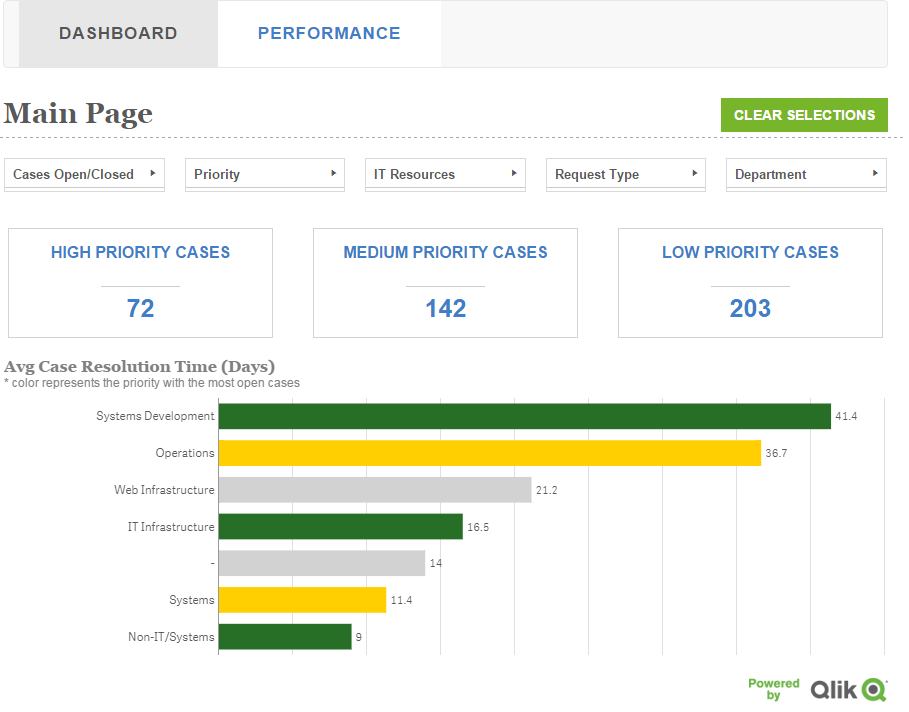 DASHBOARD
PERFORMANCE
Main Page
CLEAR SELECTIONS
Cases Open/Closed
Priority
IT Resources
Request Type
Department
HIGH PRIORITY CASES
72
MEDIUM PRIORITY CASES
142
LOW PRIORITY CASES
203
Avg Case Resolution Time (Days)
* color represents the priority with the most open cases
Systems Development 41.4
Operations 36.7
Web Infrastructure 21.2
IT Infrastructure 16.5
- 14
Systems 11.4
Non-IT/Systems 9
Powered
by
Qlik